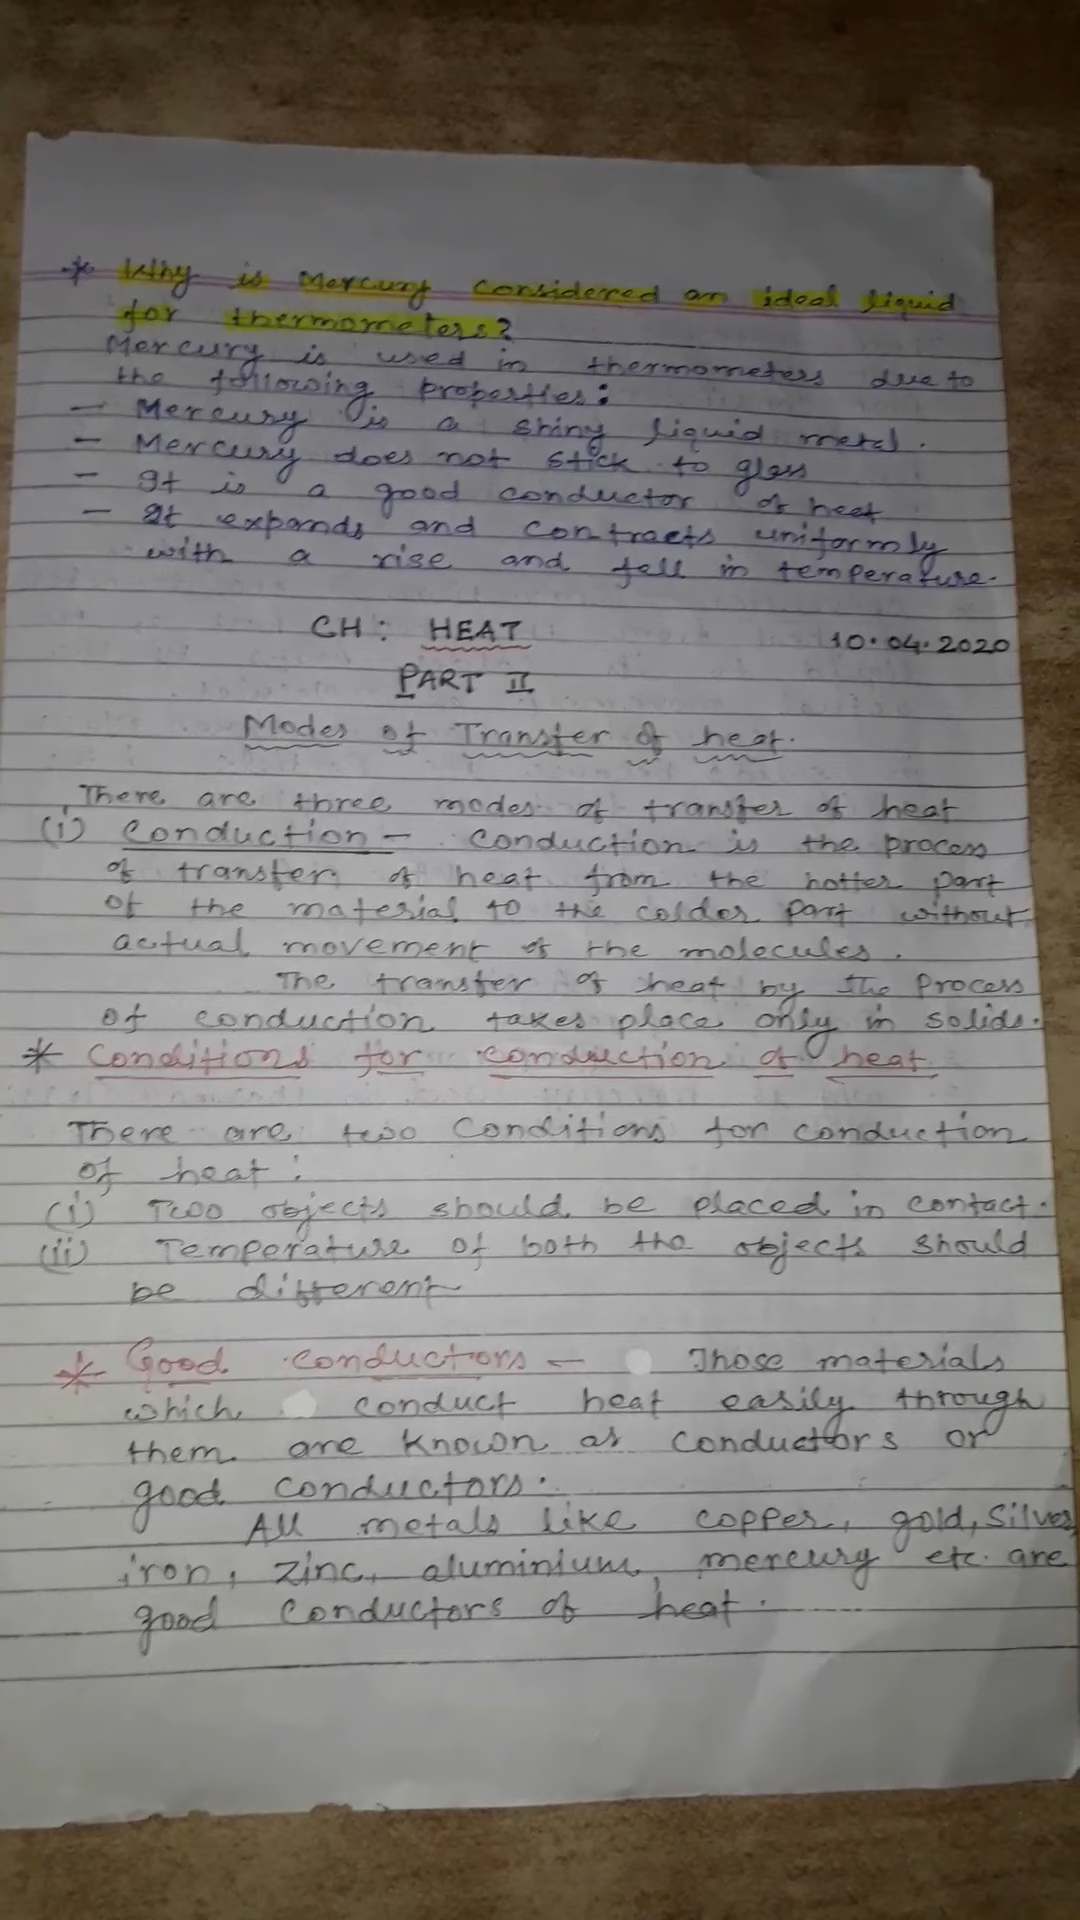 * Why is Mercury considered an ideal liquid
for thermometers?
Mercury is used in thermometers due to
the following properties:
- Mercury is a shiny liquid metal.
- Mercury does not stick to glass
- It is a good conductor of heat
- It expands and contracts uniformly
with a rise and fall in temperature.
CH: HEAT 10.04.2020
PART II
Modes of Transfer of heat.
There are three modes of transfer of heat
(i) Conduction - Conduction is the process
of transfer of heat from the hotter part
of the material to the colder part without
actual movement of the molecules.
The transfer of heat by the process
of conduction takes place only in solids.
* Conditions for conduction of heat
There are two conditions for conduction
of heat:
(i) Two objects should be placed in contact.
(ii) Temperature of both the objects should
be different
* Good conductors - Those materials
which conduct heat easily through
them are known as conductors or
good conductors.
All metals like copper, gold, silver,
iron, zinc, aluminium, mercury etc. are
good conductors of heat.